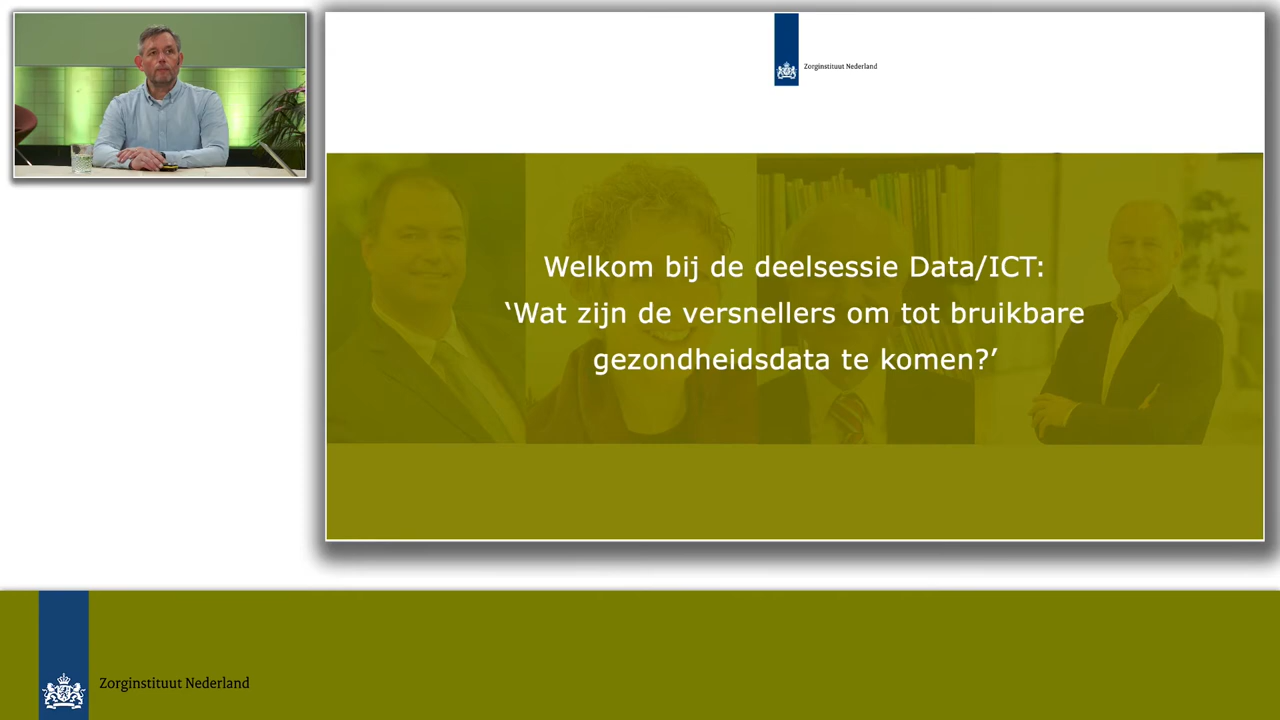 Zorginstituut Nederland
Welkom bij de deelsessie Data/ICT:
‘Wat zijn de versnellers om tot bruikbare
gezondheidsdata te komen?’
Zorginstituut Nederland